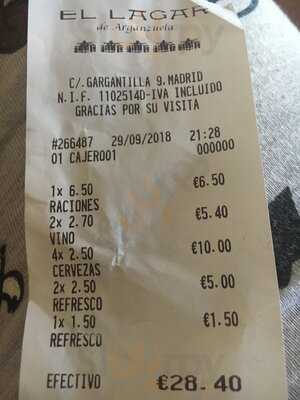 EL LAGAR
de Arganzuela
C/. GARGANTILLA 9. MADRID
N.I.F. 11025140-IVA INCLUIDO
GRACIAS POR SU VISITA
#266487 29/09/2018 21:28
01 CAJERO01 000000
1x 6.50 €6.50
RACIONES
2x 2.70 €5.40
VINO
4x 2.50 €10.00
CERVEZAS
2x 2.50 €5.00
REFRESCO
1x 1.50 €1.50
REFRESCO
EFECTIVO €28.40